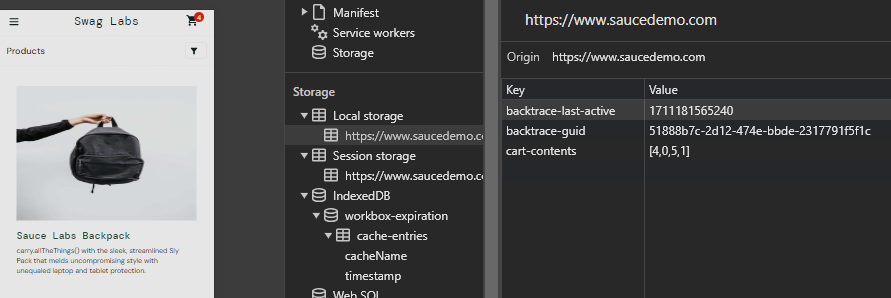 Swag Labs
4
Products
Sauce Labs Backpack
carry.allTheThings() with the sleek, streamlined Sly
Pack that melds uncompromising style with
unequaled laptop and tablet protection.
Manifest
Service workers
Storage
Storage
Local storage
https://www.saucedemo.co
Session storage
https://www.saucedemo.co
IndexedDB
workbox-expiration
cache-entries
cacheName
timestamp
Web SQL
https://www.saucedemo.com
Origin https://www.saucedemo.com
Key Value
backtrace-last-active 1711181565240
backtrace-guid 51888b7c-2d12-474e-bbde-2317791f5f1c
cart-contents [4,0,5,1]